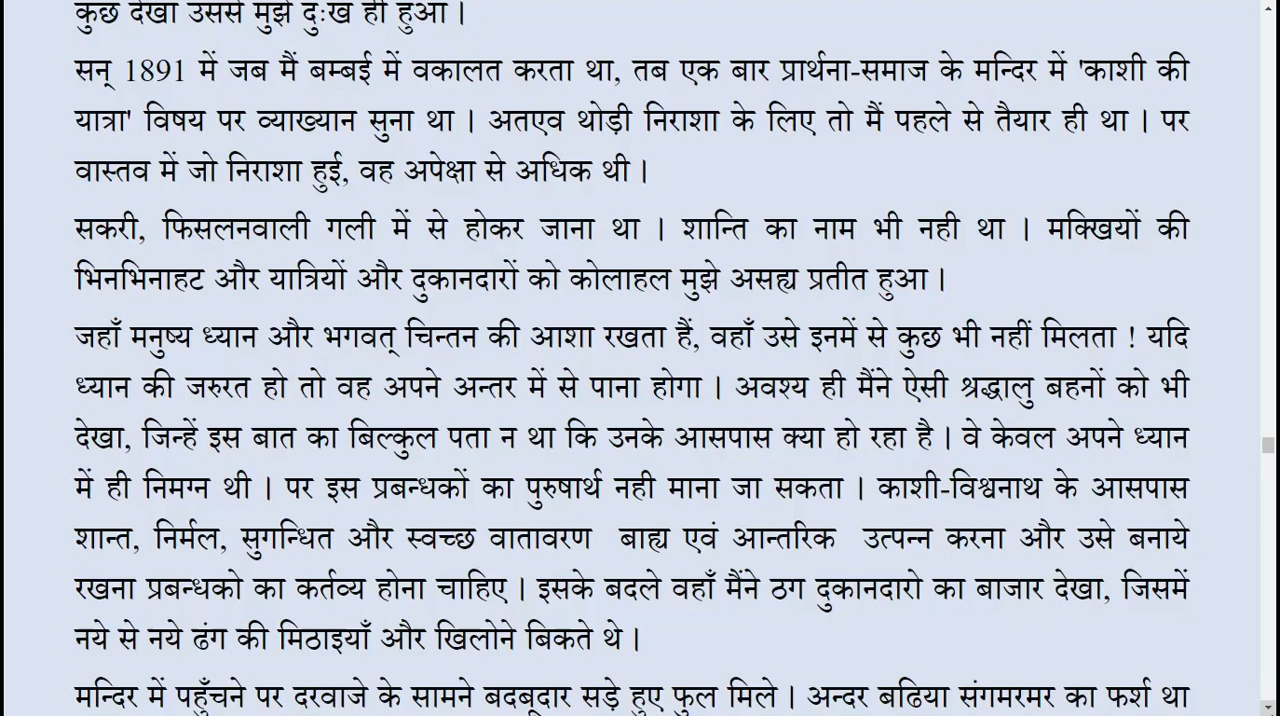 कुछ देखा उससे मुझे दुःख ही हुआ ।
सन् 1891 में जब मैं बम्बई में वकालत करता था, तब एक बार प्रार्थना-समाज के मन्दिर में 'काशी की
यात्रा' विषय पर व्याख्यान सुना था । अतएव थोड़ी निराशा के लिए तो मैं पहले से तैयार ही था । पर
वास्तव में जो निराशा हुई, वह अपेक्षा से अधिक थी ।
सकरी, फिसलनवाली गली में से होकर जाना था । शान्ति का नाम भी नही था । मक्खियों की
भिनभिनाहट और यात्रियों और दुकानदारों को कोलाहल मुझे असह्य प्रतीत हुआ ।
जहाँ मनुष्य ध्यान और भगवत् चिन्तन की आशा रखता हैं, वहाँ उसे इनमें से कुछ भी नहीं मिलता ! यदि
ध्यान की जरुरत हो तो वह अपने अन्तर में से पाना होगा । अवश्य ही मैंने ऐसी श्रद्धालु बहनों को भी
देखा, जिन्हें इस बात का बिल्कुल पता न था कि उनके आसपास क्या हो रहा है । वे केवल अपने ध्यान
में ही निमग्न थी । पर इस प्रबन्धकों का पुरुषार्थ नही माना जा सकता । काशी-विश्वनाथ के आसपास
शान्त, निर्मल, सुगन्धित और स्वच्छ वातावरण  बाह्य एवं आन्तरिक  उत्पन्न करना और उसे बनाये
रखना प्रबन्धको का कर्तव्य होना चाहिए । इसके बदले वहाँ मैंने ठग दुकानदारो का बाजार देखा, जिसमें
नये से नये ढंग की मिठाइयाँ और खिलोने बिकते थे ।
मन्दिर में पहुँचने पर दरवाजे के सामने बदबूदार सड़े हुए फुल मिले । अन्दर बढिया संगमरमर का फर्श था